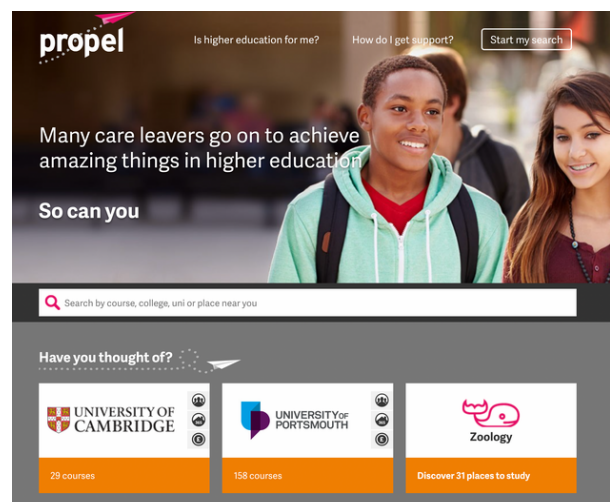 propel
Is higher education for me?
How do I get support?
Start my search
Many care leavers go on to achieve
amazing things in higher education
So can you
Search by course, college, uni or place near you
Have you thought of?
UNIVERSITY OF
CAMBRIDGE
29 courses
UNIVERSITY OF
PORTSMOUTH
158 courses
Zoology
Discover 31 places to study